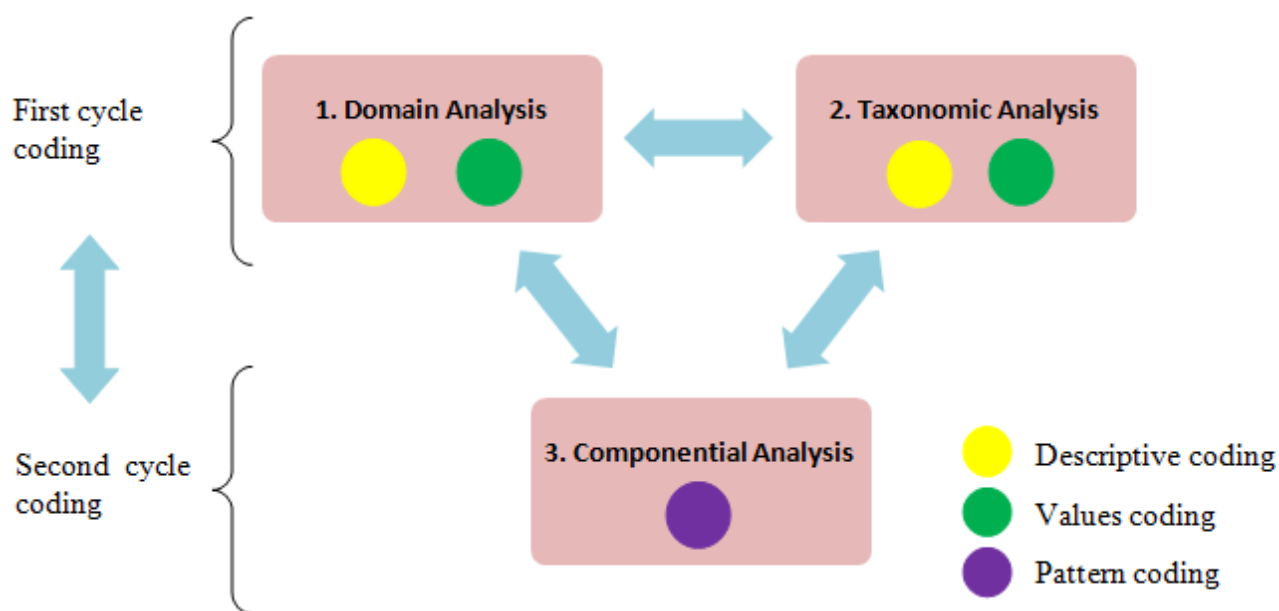 First cycle
coding
1. Domain Analysis
2. Taxonomic Analysis
Second cycle
coding
3. Componential Analysis
Descriptive coding
Values coding
Pattern coding